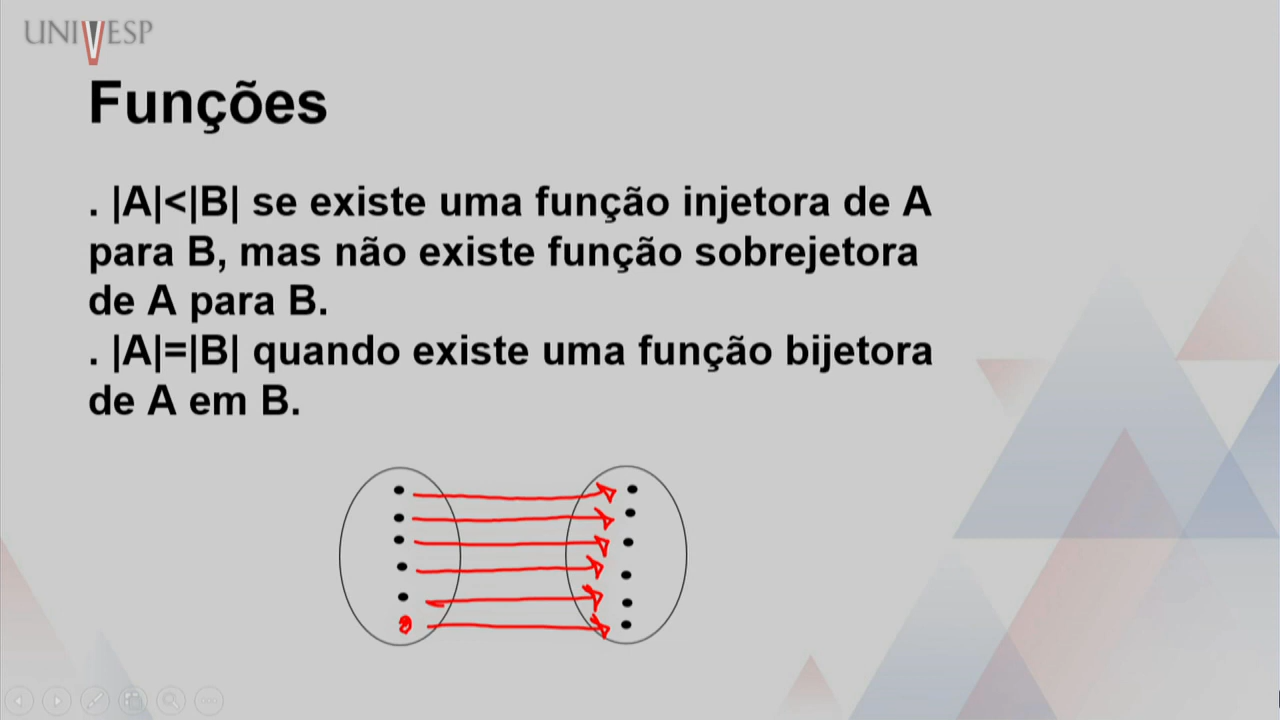 UNIVESP
Funções
. |A|<|B| se existe uma função injetora de A
para B, mas não existe função sobrejetora
de A para B.
. |A|=|B| quando existe uma função bijetora
de A em B.